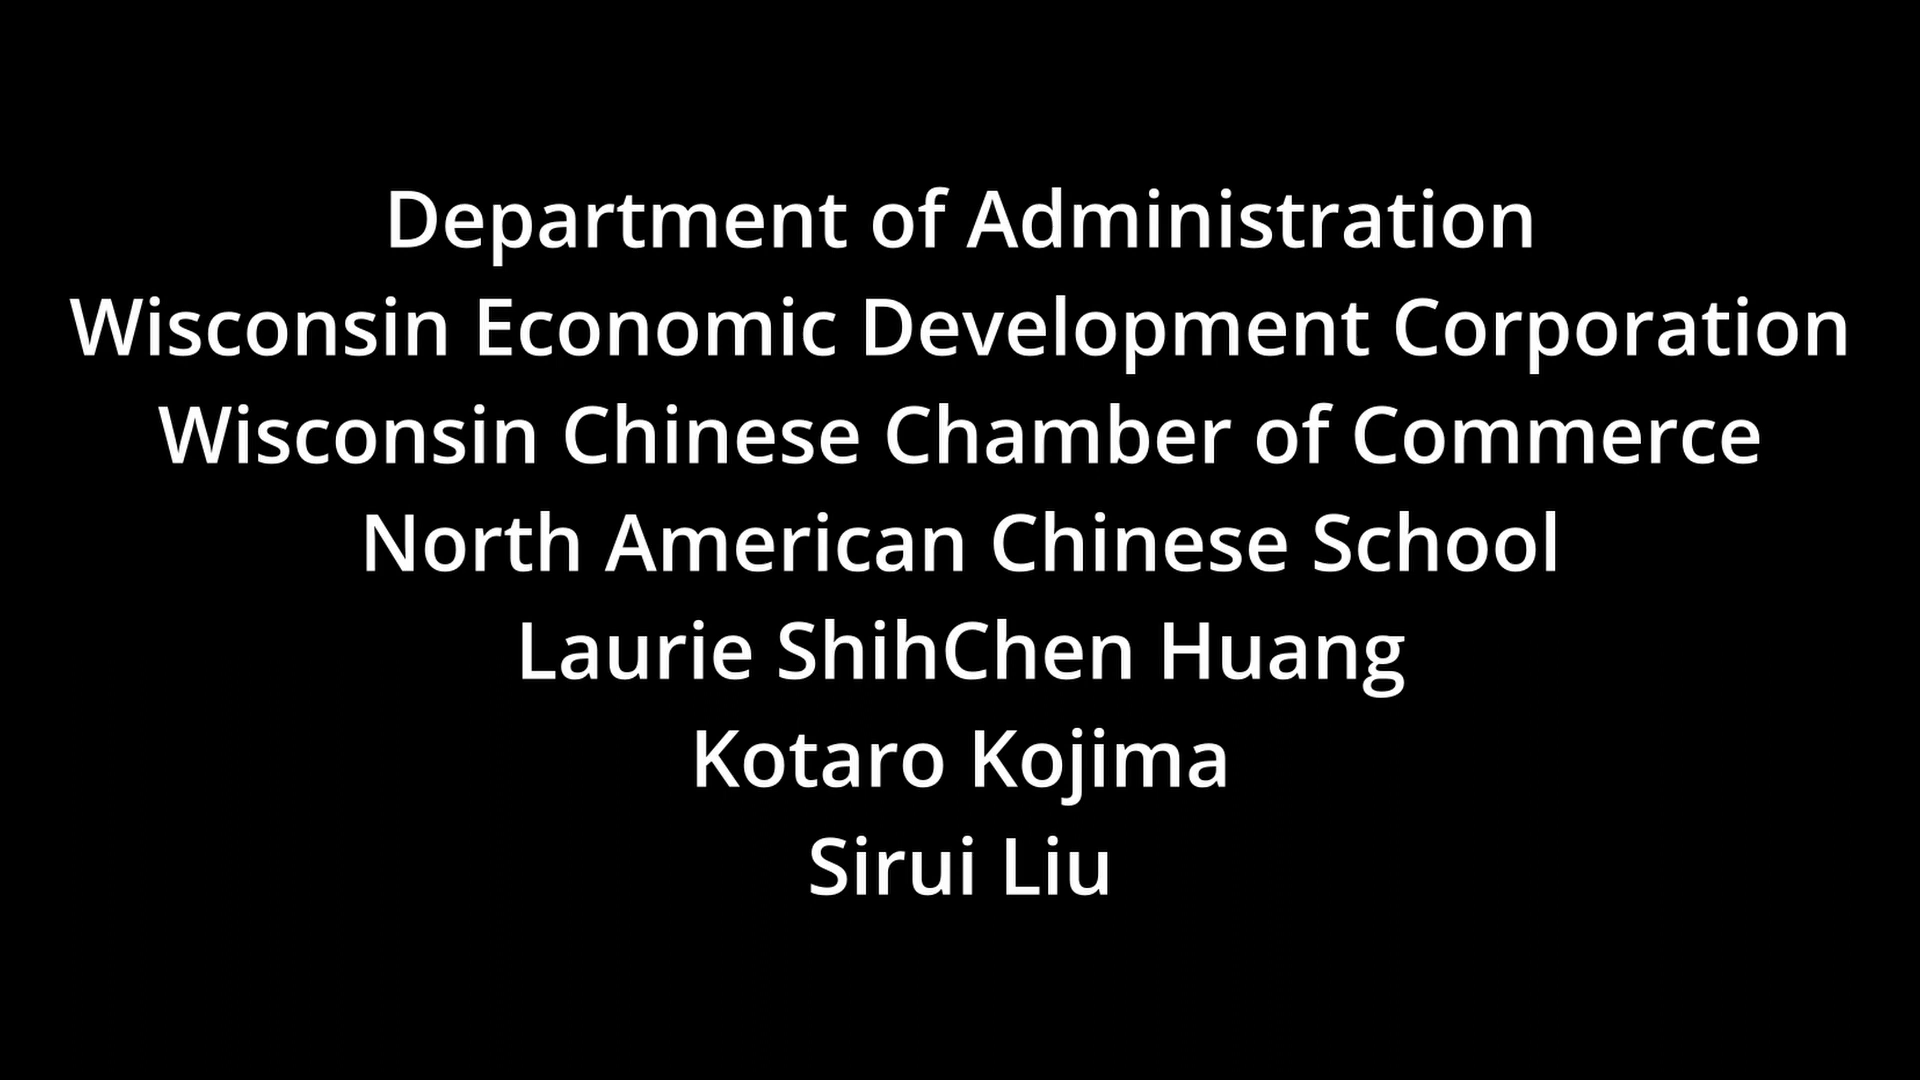 Department of Administration
Wisconsin Economic Development Corporation
Wisconsin Chinese Chamber of Commerce
North American Chinese School
Laurie ShihChen Huang
Kotaro Kojima
Sirui Liu